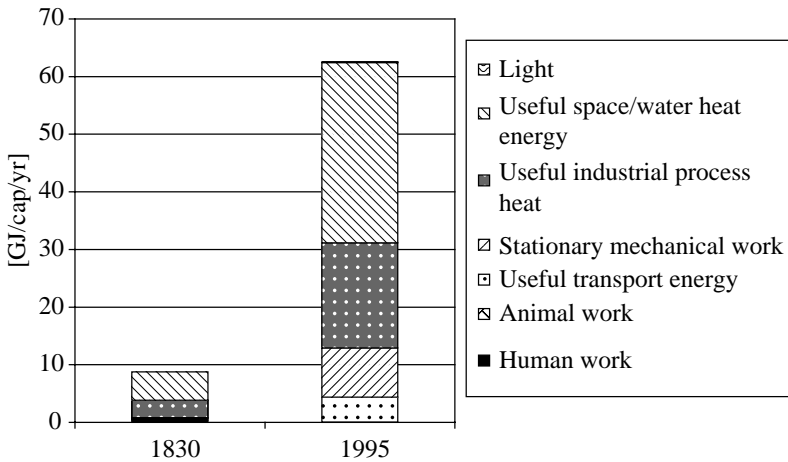 70
60
50
40
30
20
10
0
[GJ/cap/yr]
1830
1995
Light
Useful space/water heat
energy
Useful industrial process
heat
Stationary mechanical work
Useful transport energy
Animal work
Human work